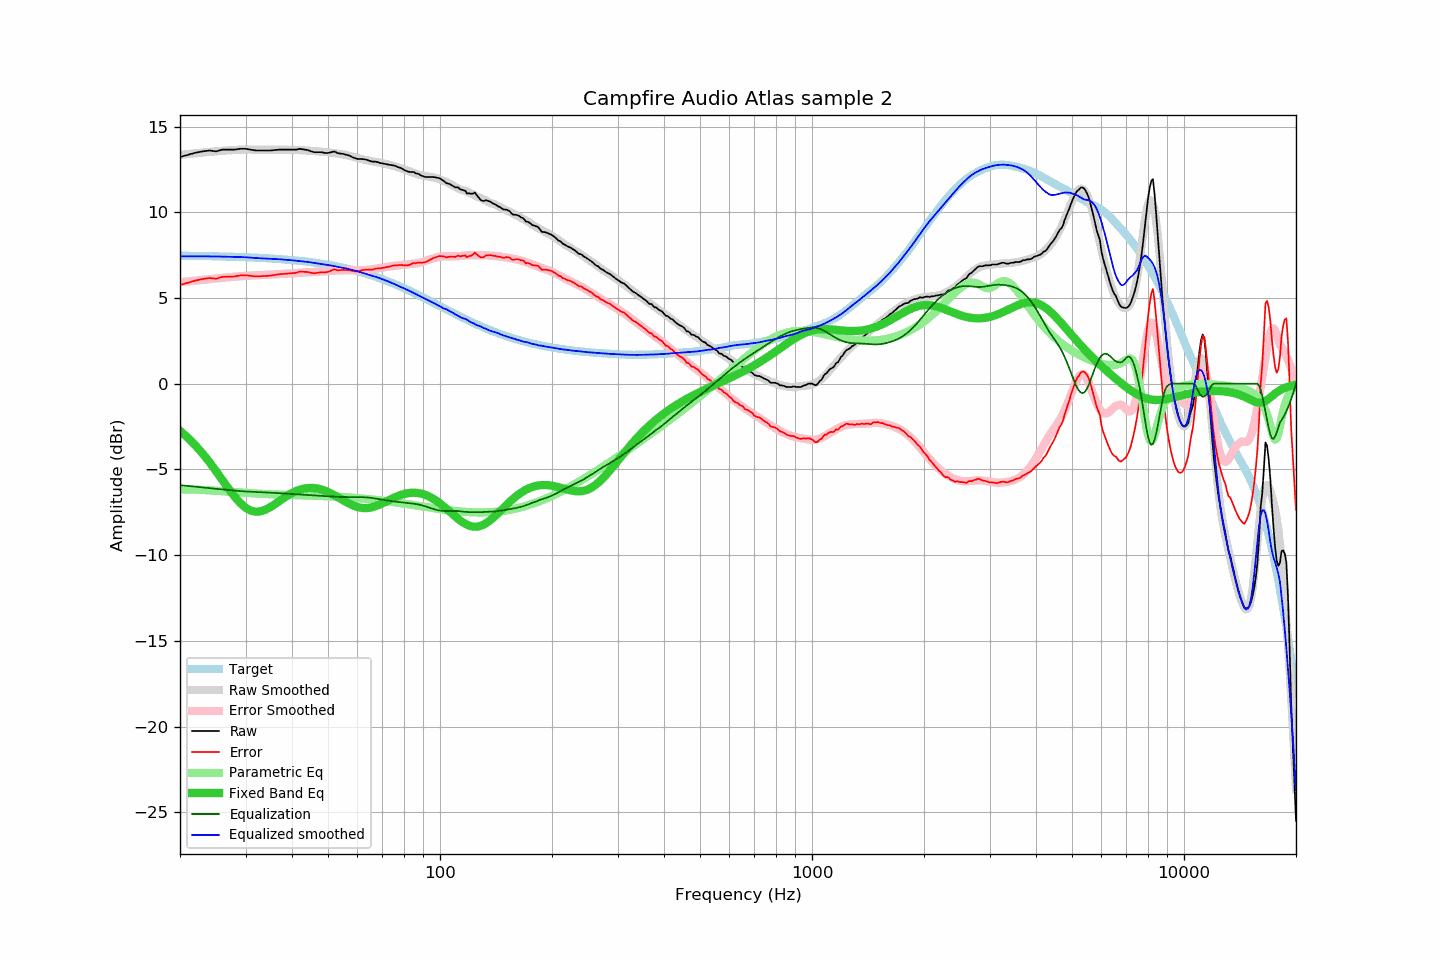 Campfire Audio Atlas sample 2
15
10
5
0
−5
−10
−15
−20
−25
Amplitude (dBr)
Target
Raw Smoothed
Error Smoothed
Raw
Error
Parametric Eq
Fixed Band Eq
Equalization
Equalized smoothed
100
1000
10000
Frequency (Hz)